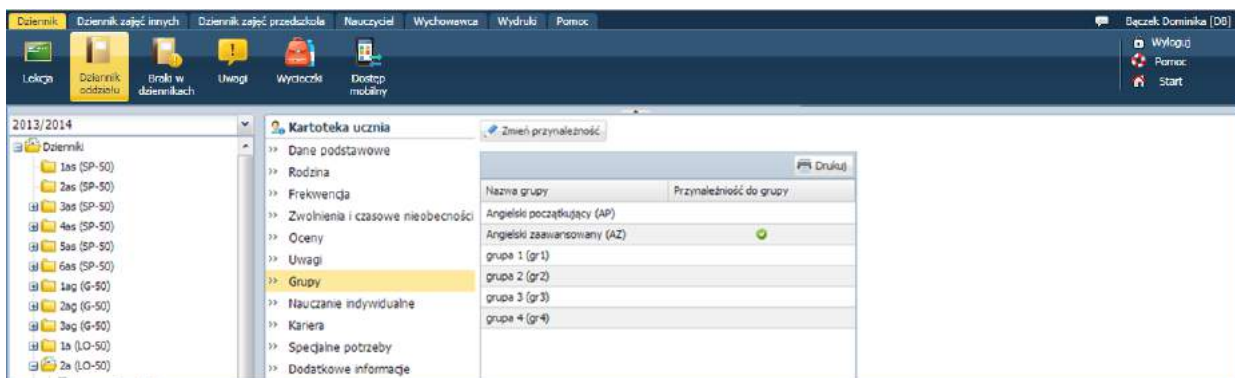 Dziennik Dziennik zajęć innych Dziennik zajęć przedszkola Nauczyciel Wychowawca Wydruki Pomoc Bączek Dominika [DB]
Lekcja
Dziennik oddziału
Braki w dziennikach
Uwagi
Wycieczki
Dostęp mobilny
Wyloguj
Pomoc
Start
2013/2014
Dzienniki
1as (SP-50)
2as (SP-50)
3as (SP-50)
4as (SP-50)
5as (SP-50)
6as (SP-50)
1ag (G-50)
2ag (G-50)
3ag (G-50)
1a (LO-50)
2a (LO-50)
Kartoteka ucznia
Dane podstawowe
Rodzina
Frekwencja
Zwolnienia i czasowe nieobecności
Oceny
Uwagi
Grupy
Nauczanie indywidualne
Kariera
Specjalne potrzeby
Dodatkowe informacje
Zmień przynależność
Drukuj
Nazwa grupy Przynależność do grupy
Angielski początkujący (AP)
Angielski zaawansowany (AZ)
grupa 1 (gr1)
grupa 2 (gr2)
grupa 3 (gr3)
grupa 4 (gr4)